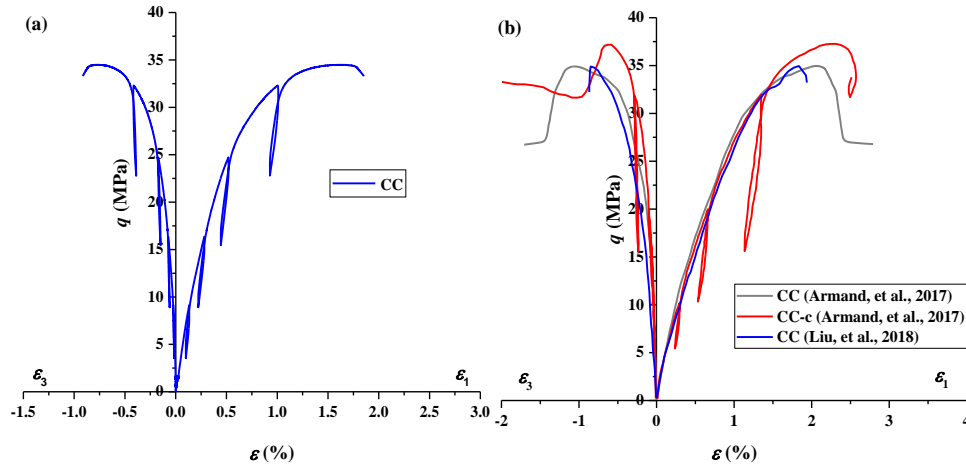 (a)
40
35
30
25
20
15
10
5
0
q (MPa)
CC
ε3
ε1
-1.5
-1.0
-0.5
0.0
0.5
1.0
1.5
2.0
2.5
3.0
ε (%)
(b)
40
35
30
25
20
15
10
5
0
q (MPa)
CC (Armand, et al., 2017)
CC-c (Armand, et al., 2017)
CC (Liu, et al., 2018)
ε3
ε1
-2
-1
0
1
2
3
4
ε (%)